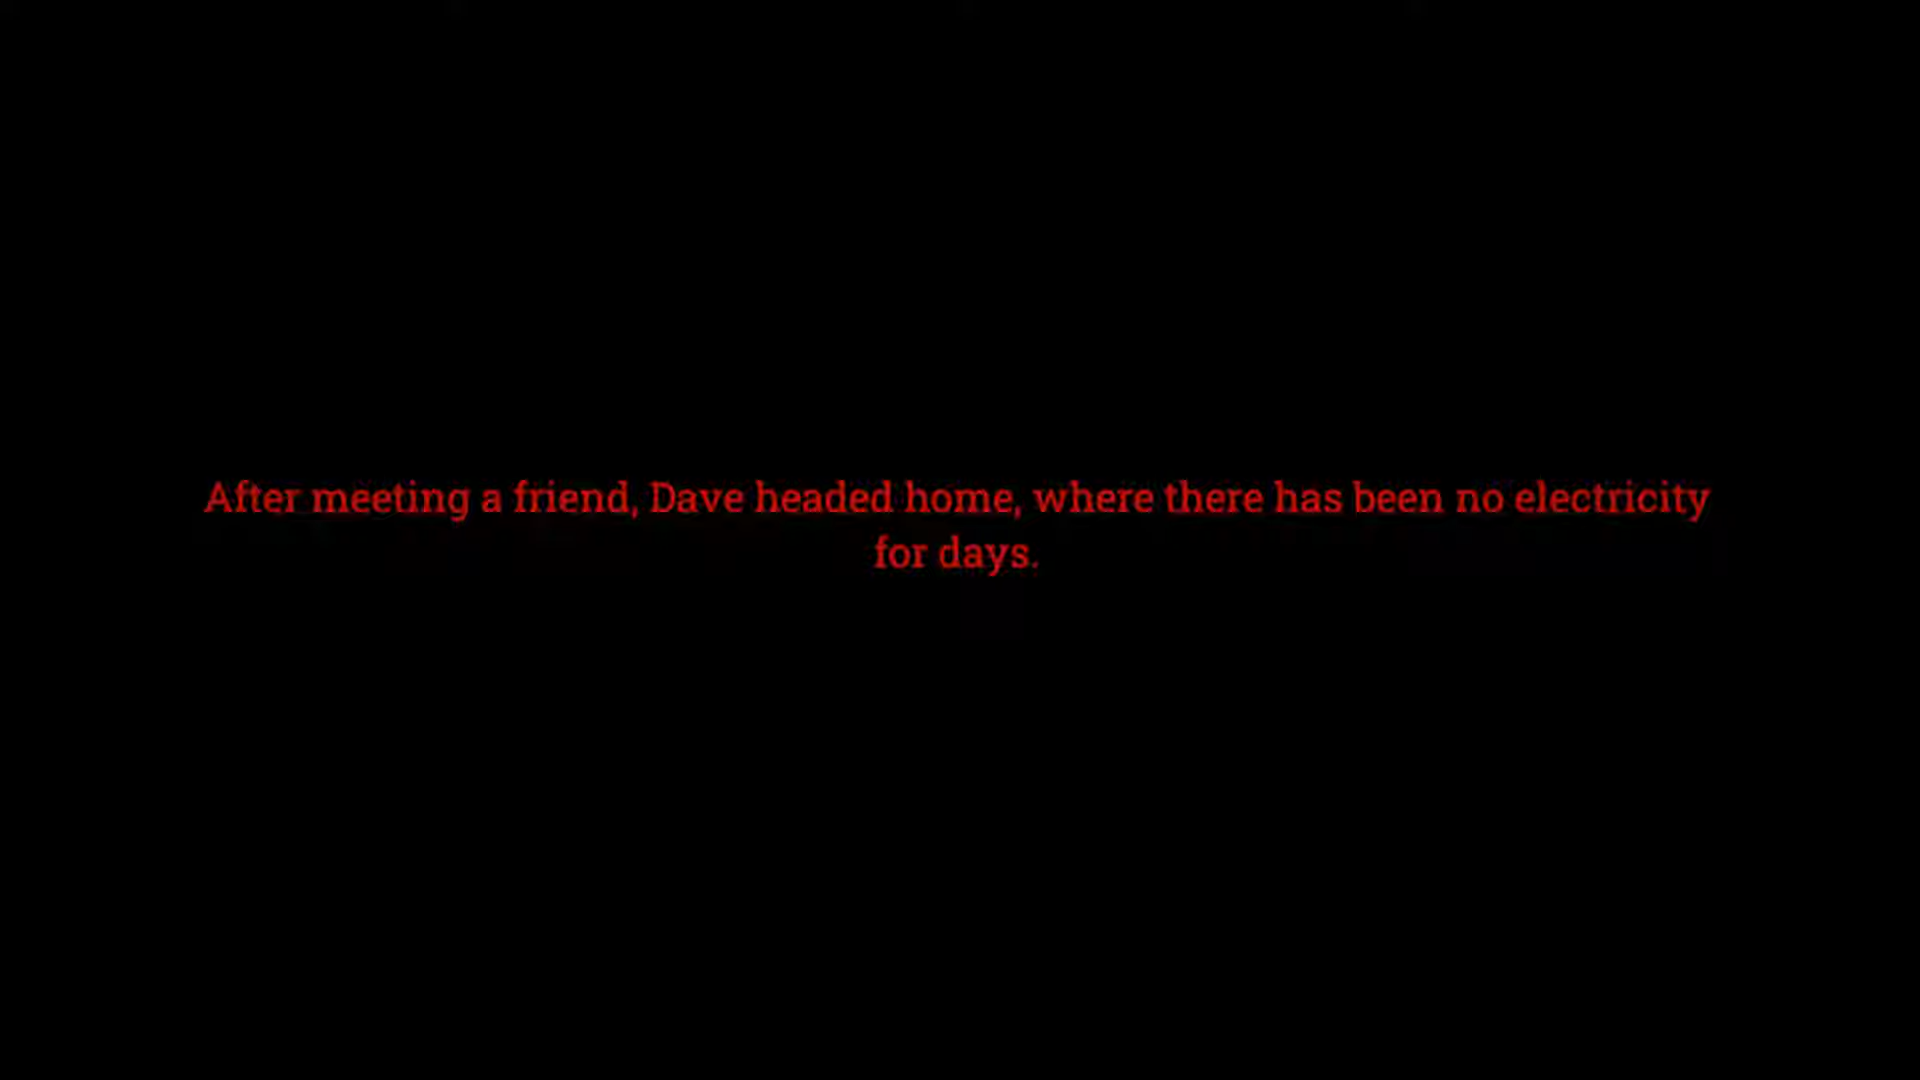 After meeting a friend, Dave headed home, where there has been no electricity
for days.